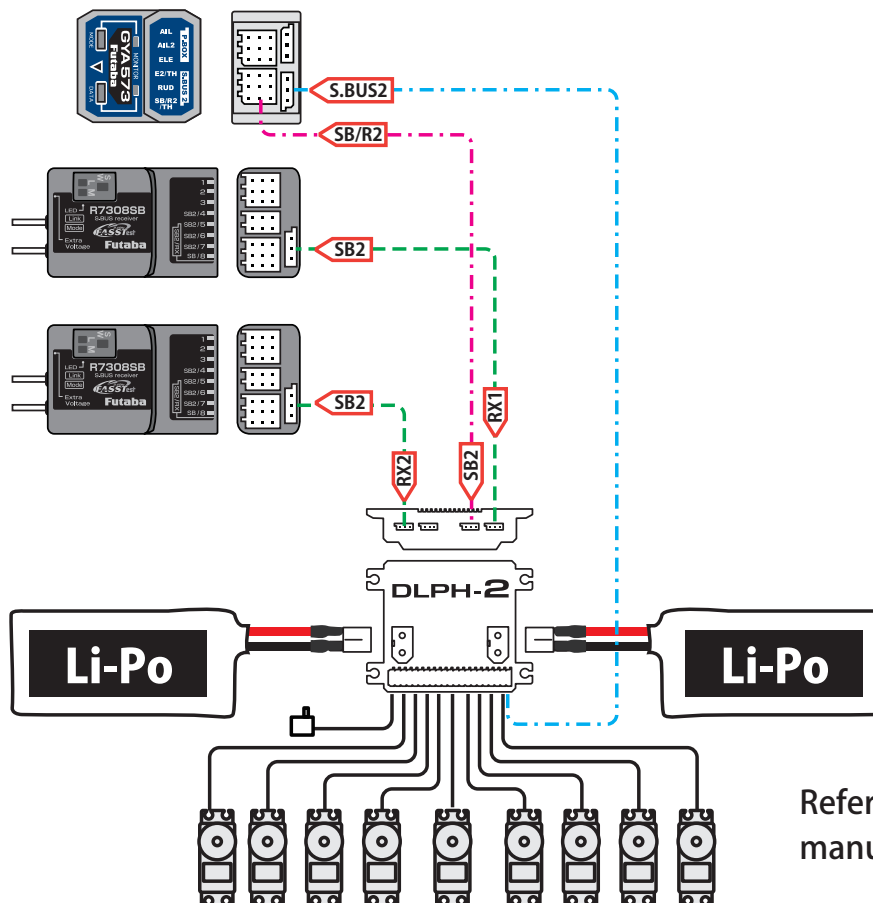 AIL
AIL2
ELE
E2/TH
RUD
SB/R2
/TH
P.BOX
S.BUS2
MODE
MONITOR
DATA
GYA573
Futaba
S.BUS2
SB/R2
LED
Link
Mode
Extra
Voltage
S
W
L M
R7308SB
S.BUS receiver
FASSTest
Futaba
1
2
3
SB2/4
SB2/5
SB2/6
SB2/7
SB/8
SB2/RX
SB2
LED
Link
Mode
Extra
Voltage
S
W
L M
R7308SB
S.BUS receiver
FASSTest
Futaba
1
2
3
SB2/4
SB2/5
SB2/6
SB2/7
SB/8
SB2/RX
SB2
RX1
RX2
SB2
DLPH-2
Li-Po
Li-Po
Refer
manu